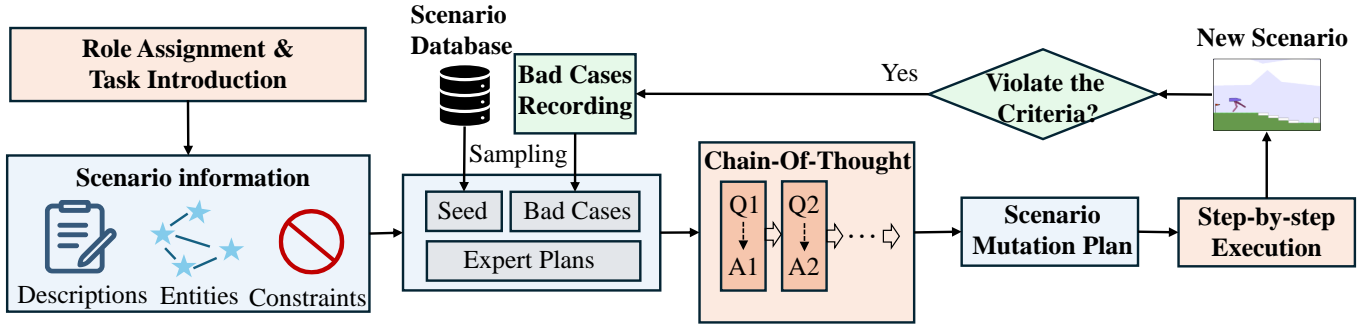 Role Assignment &
Task Introduction
Scenario information
Descriptions
Entities
Constraints
Scenario
Database
Bad Cases
Recording
Sampling
Seed
Bad Cases
Expert Plans
Chain-Of-Thought
Q1
A1
Q2
A2
...
Scenario
Mutation Plan
Step-by-step
Execution
New Scenario
Violate the
Criteria?
Yes